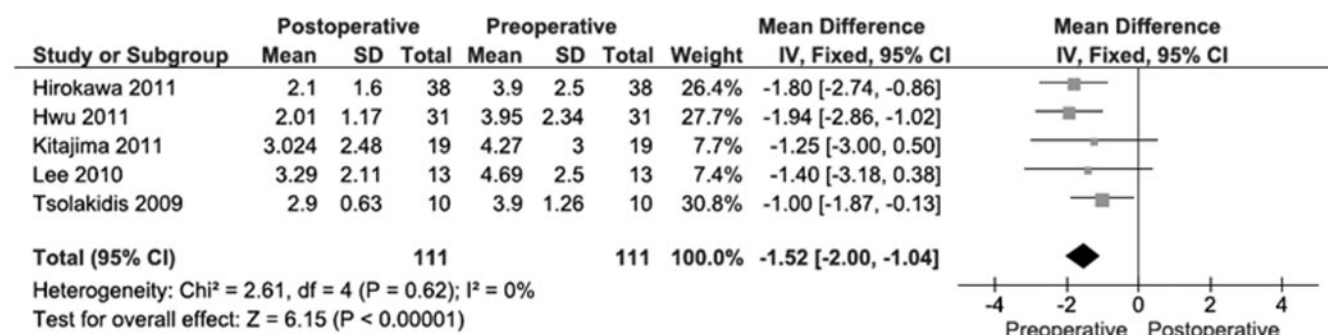 Postoperative Preoperative Mean Difference Mean Difference
Study or Subgroup Mean SD Total Mean SD Total Weight IV, Fixed, 95% CI IV, Fixed, 95% CI
Hirokawa 2011 2.1 1.6 38 3.9 2.5 38 26.4% -1.80 [-2.74, -0.86]
Hwu 2011 2.01 1.17 31 3.95 2.34 31 27.7% -1.94 [-2.86, -1.02]
Kitajima 2011 3.024 2.48 19 4.27 3 19 7.7% -1.25 [-3.00, 0.50]
Lee 2010 3.29 2.11 13 4.69 2.5 13 7.4% -1.40 [-3.18, 0.38]
Tsolakidis 2009 2.9 0.63 10 3.9 1.26 10 30.8% -1.00 [-1.87, -0.13]
Total (95% CI) 111 111 100.0% -1.52 [-2.00, -1.04]
Heterogeneity: Chi² = 2.61, df = 4 (P = 0.62); I² = 0%
Test for overall effect: Z = 6.15 (P < 0.00001)
-4 -2 0 2 4
Preoperative Postoperative